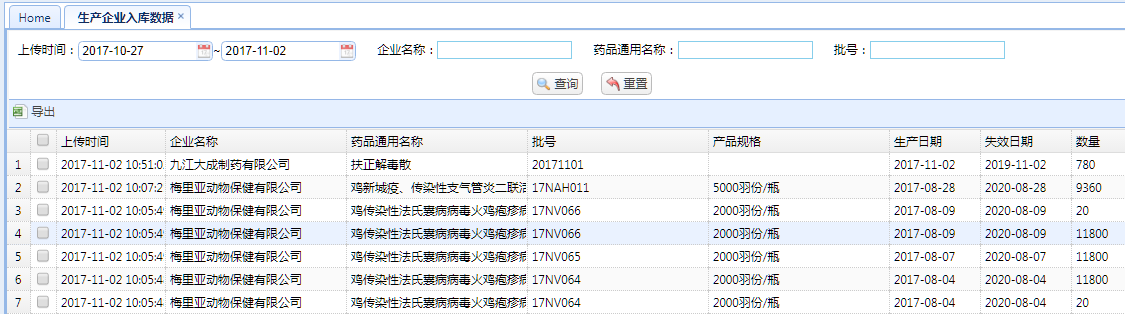 Home 生产企业入库数据
上传时间：2017-10-27 ~ 2017-11-02 企业名称： 药品通用名称： 批号：
查询 重置
导出
上传时间 企业名称 药品通用名称 批号 产品规格 生产日期 失效日期 数量
1 2017-11-02 10:51:0 九江大成制药有限公司 扶正解毒散 20171101 2017-11-02 2019-11-02 780
2 2017-11-02 10:07:2 梅里亚动物保健有限公司 鸡新城疫、传染性支气管炎二联活 17NAH011 5000羽份/瓶 2017-08-28 2020-08-28 9360
3 2017-11-02 10:05:4 梅里亚动物保健有限公司 鸡传染性法氏囊病病毒火鸡疱疹病 17NV066 2000羽份/瓶 2017-08-09 2020-08-09 20
4 2017-11-02 10:05:4 梅里亚动物保健有限公司 鸡传染性法氏囊病病毒火鸡疱疹病 17NV066 2000羽份/瓶 2017-08-09 2020-08-09 11800
5 2017-11-02 10:05:4 梅里亚动物保健有限公司 鸡传染性法氏囊病病毒火鸡疱疹病 17NV065 2000羽份/瓶 2017-08-07 2020-08-07 11800
6 2017-11-02 10:05:4 梅里亚动物保健有限公司 鸡传染性法氏囊病病毒火鸡疱疹病 17NV064 2000羽份/瓶 2017-08-04 2020-08-04 11800
7 2017-11-02 10:05:4 梅里亚动物保健有限公司 鸡传染性法氏囊病病毒火鸡疱疹病 17NV064 2000羽份/瓶 2017-08-04 2020-08-04 20